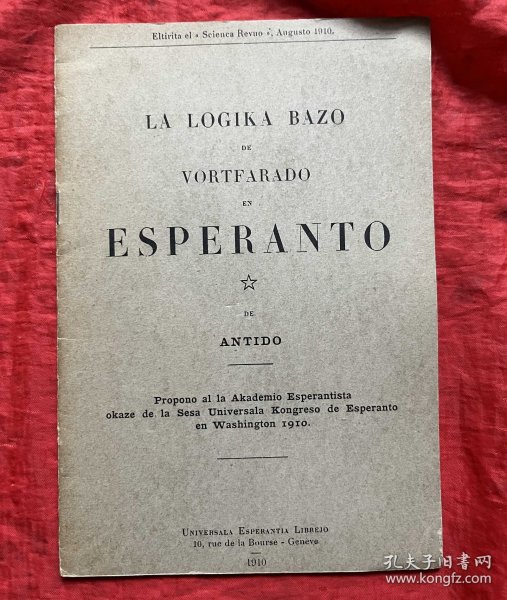 Eltirita el « Scienca Revuo », Augusto 1910.
LA LOGIKA BAZO
DE
VORTFARADO
EN
ESPERANTO
DE
ANTIDO
Propono al la Akademio Esperantista
okaze de la Sesa Universala Kongreso de Esperanto
en Washington 1910.
Universala Esperantia Librejo
10, rue de la Bourse - Genève
1910
孔夫子旧书网
www.kongfz.com